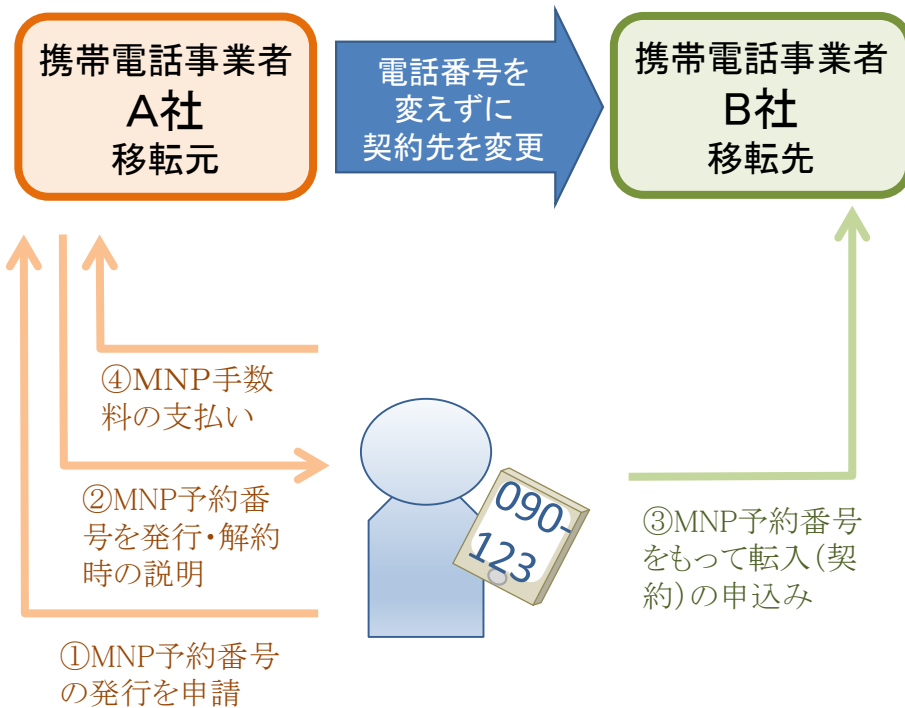 携帯電話事業者
A社
移転元
電話番号を
変えずに
契約先を変更
携帯電話事業者
B社
移転先
④MNP手数
料の支払い
②MNP予約番
号を発行・解約
時の説明
①MNP予約番号
の発行を申請
090-
123
③MNP予約番号
をもって転入(契
約)の申込み